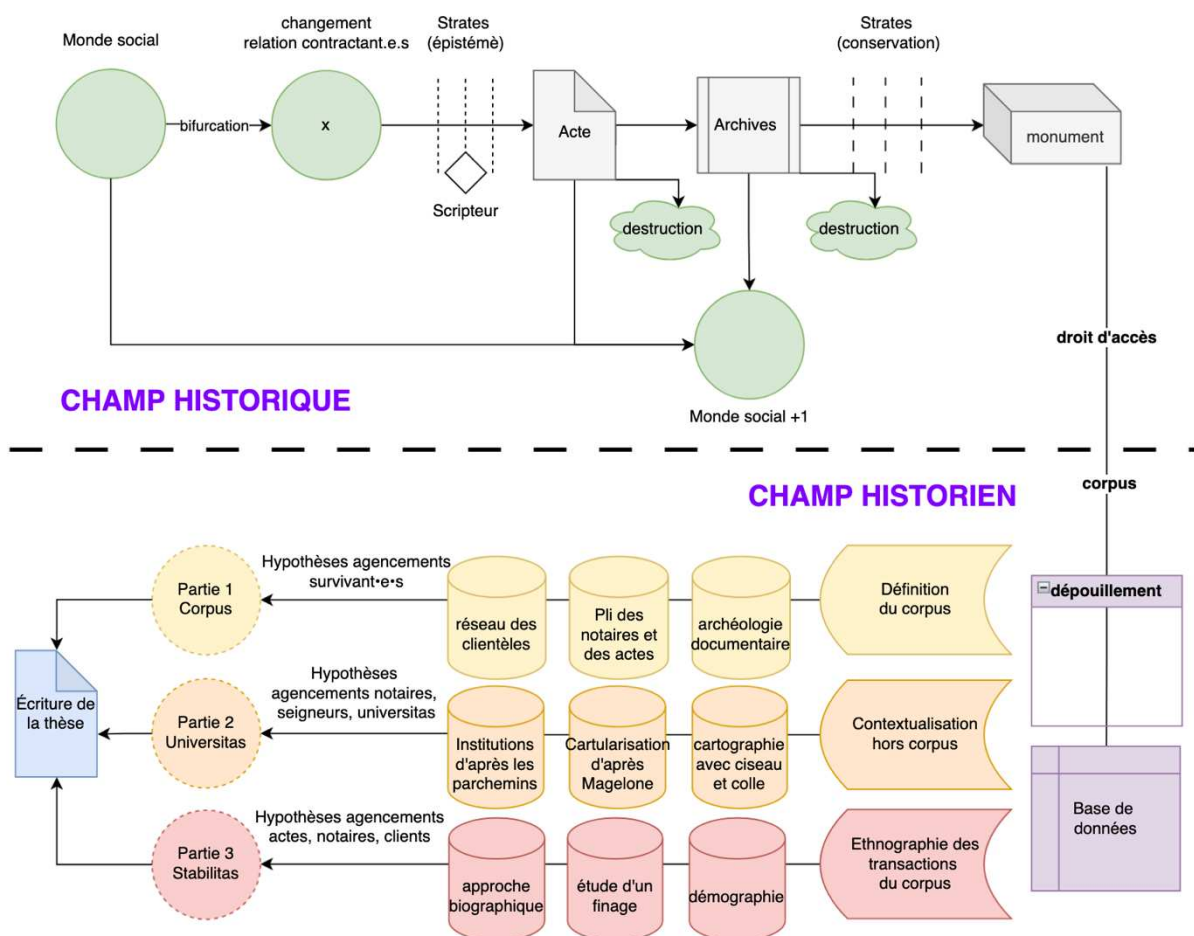 Monde social
changement
relation contractant.e.s
Strates
(épistémè)
Strates
(conservation)
bifurcation
x
Acte
Archives
monument
Scripteur
destruction
destruction
droit d'accès
CHAMP HISTORIQUE
Monde social +1
CHAMP HISTORIEN
corpus
Partie 1
Corpus
Hypothèses agencements
survivant•e•s
réseau des
clientèles
Pli des
notaires et
des actes
archéologie
documentaire
Définition
du corpus
dépouillement
Écriture de
la thèse
Partie 2
Universitas
Hypothèses
agencements notaires,
seigneurs, universitas
Institutions
d'après les
parchemins
Cartularisation
d'après
Magelone
cartographie
avec ciseau
et colle
Contextualisation
hors corpus
Base de
données
Partie 3
Stabilitas
Hypothèses agencements
actes, notaires, clients
approche
biographique
étude d'un
finage
démographie
Ethnographie des
transactions
du corpus